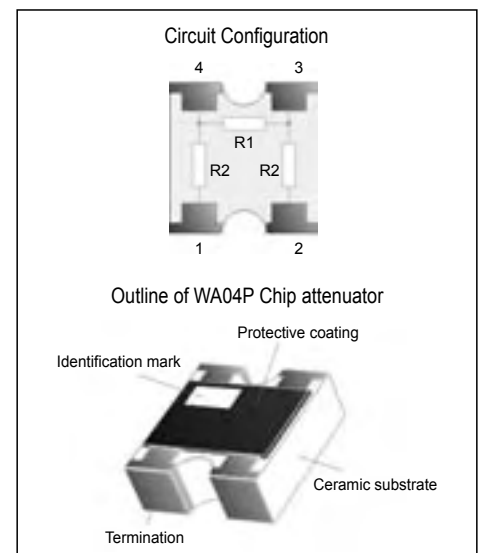 Circuit Configuration
4 3
R1
R2 R2
1 2
Outline of WA04P Chip attenuator
Protective coating
Identification mark
Ceramic substrate
Termination